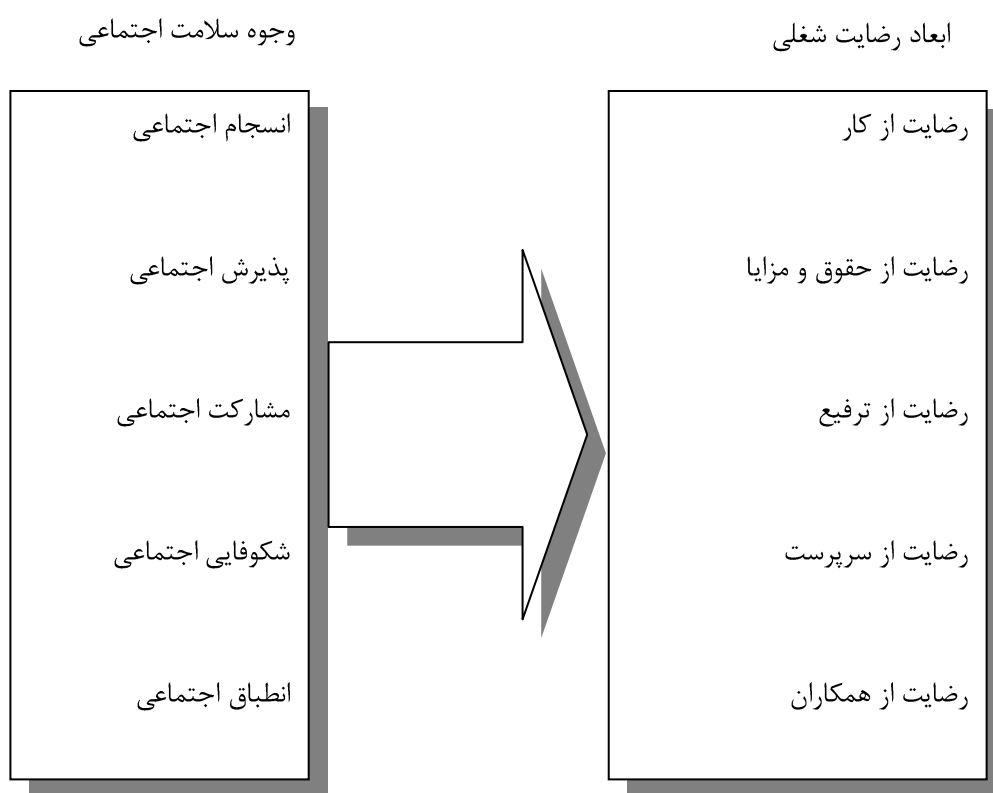 ابعاد رضایت شغلی
رضایت از کار
رضایت از حقوق و مزایا
رضایت از ترفیع
رضایت از سرپرست
رضایت از همکاران
وجوه سلامت اجتماعی
انسجام اجتماعی
پذیرش اجتماعی
مشارکت اجتماعی
شکوفایی اجتماعی
انطباق اجتماعی